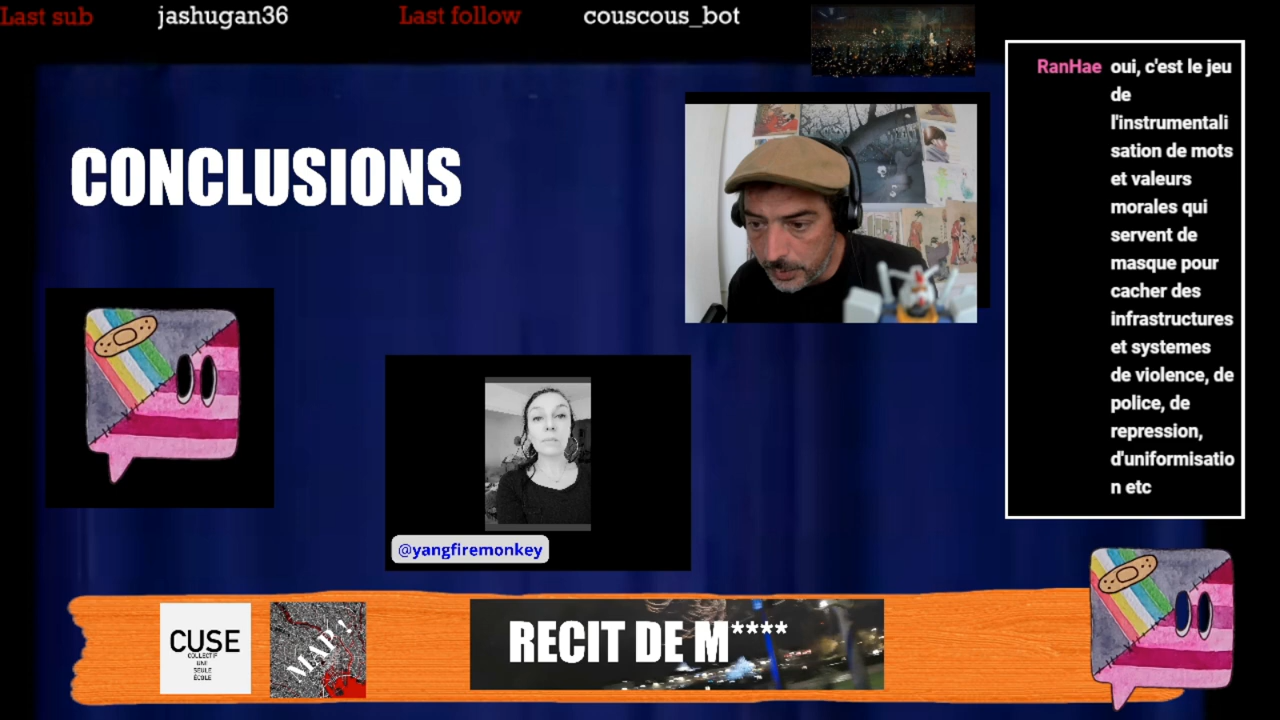 Last sub jashugan36 Last follow couscous_bot
CONCLUSIONS
RanHae oui, c'est le jeu
de
l'instrumentali
sation de mots
et valeurs
morales qui
servent de
masque pour
cacher des
infrastructures
et systemes
de violence, de
police, de
repression,
d'uniformisatio
n etc
@yangfiremonkey
CUSE
COLLECTIF
UNE
SEULE
ÉCOLE
MAP !
RECIT DE M****